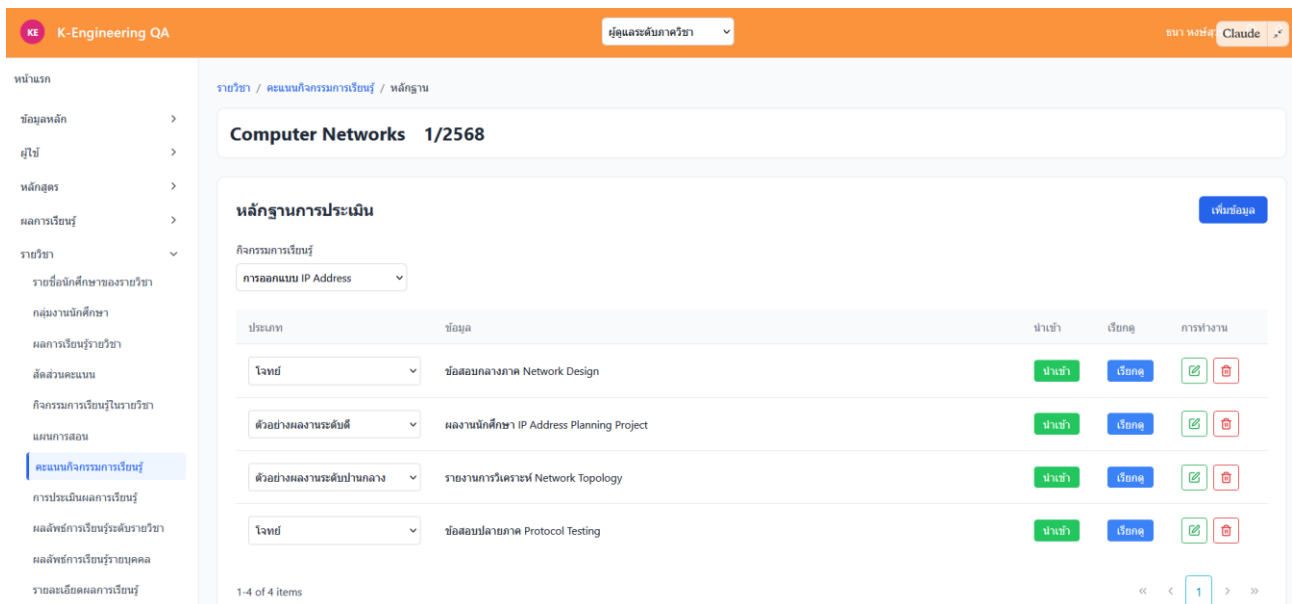 KE K-Engineering QA ผู้ดูแลระดับภาควิชา ธนา Claude
หน้าแรก
ข้อมูลหลัก
ผู้ใช้
หลักสูตร
ผลการเรียนรู้
รายวิชา
รายชื่อนักศึกษาของรายวิชา
กลุ่มงานนักศึกษา
ผลการเรียนรู้รายวิชา
สัดส่วนคะแนน
กิจกรรมการเรียนรู้ในรายวิชา
แผนการสอน
คะแนนกิจกรรมการเรียนรู้
การประเมินผลการเรียนรู้
ผลลัพธ์การเรียนรู้ระดับรายวิชา
ผลลัพธ์การเรียนรู้รายบุคคล
รายละเอียดผลการเรียนรู้
รายวิชา / คะแนนกิจกรรมการเรียนรู้ / หลักฐาน
Computer Networks 1/2568
หลักฐานการประเมิน เพิ่มข้อมูล
กิจกรรมการเรียนรู้
การออกแบบ IP Address
ประเภท ข้อมูล นำเข้า เรียกดู การทำงาน
โจทย์ ข้อสอบกลางภาค Network Design นำเข้า เรียกดู
ตัวอย่างผลงานระดับดี ผลงานนักศึกษา IP Address Planning Project นำเข้า เรียกดู
ตัวอย่างผลงานระดับปานกลาง รายงานการวิเคราะห์ Network Topology นำเข้า เรียกดู
โจทย์ ข้อสอบปลายภาค Protocol Testing นำเข้า เรียกดู
1-4 of 4 items « < 1 > »